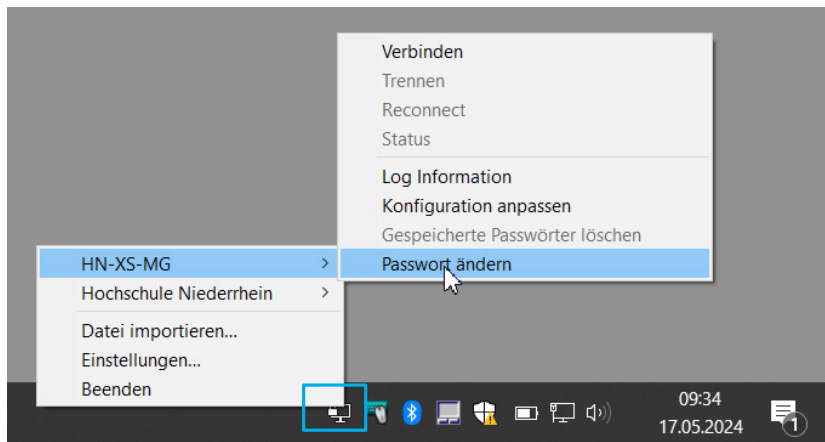 Verbinden
Trennen
Reconnect
Status
Log Information
Konfiguration anpassen
Gespeicherte Passwörter löschen
Passwort ändern
HN-XS-MG
Hochschule Niederrhein
Datei importieren...
Einstellungen...
Beenden
09:34
17.05.2024
1